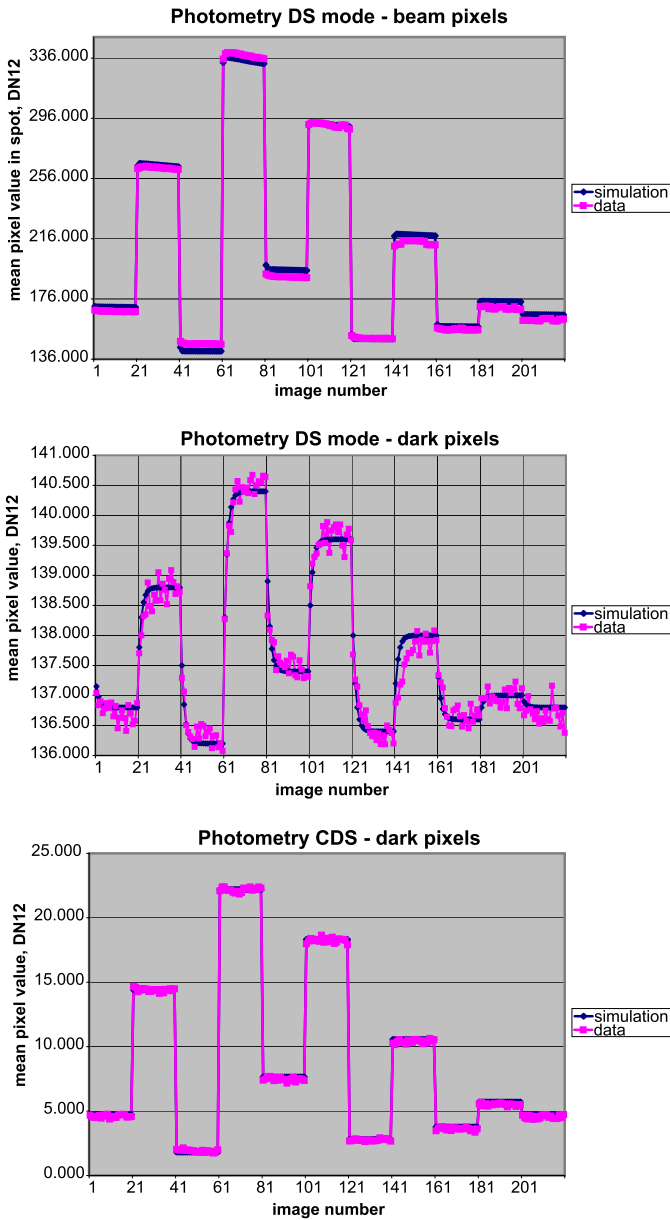 Photometry DS mode - beam pixels
mean pixel value in spot, DN12
336.000
296.000
256.000
216.000
176.000
136.000
1 21 41 61 81 101 121 141 161 181 201
image number
simulation
data
Photometry DS mode - dark pixels
mean pixel value, DN12
141.000
140.500
140.000
139.500
139.000
138.500
138.000
137.500
137.000
136.500
136.000
1 21 41 61 81 101 121 141 161 181 201
image number
simulation
data
Photometry CDS - dark pixels
mean pixel value, DN12
25.000
20.000
15.000
10.000
5.000
0.000
1 21 41 61 81 101 121 141 161 181 201
image number
simulation
data